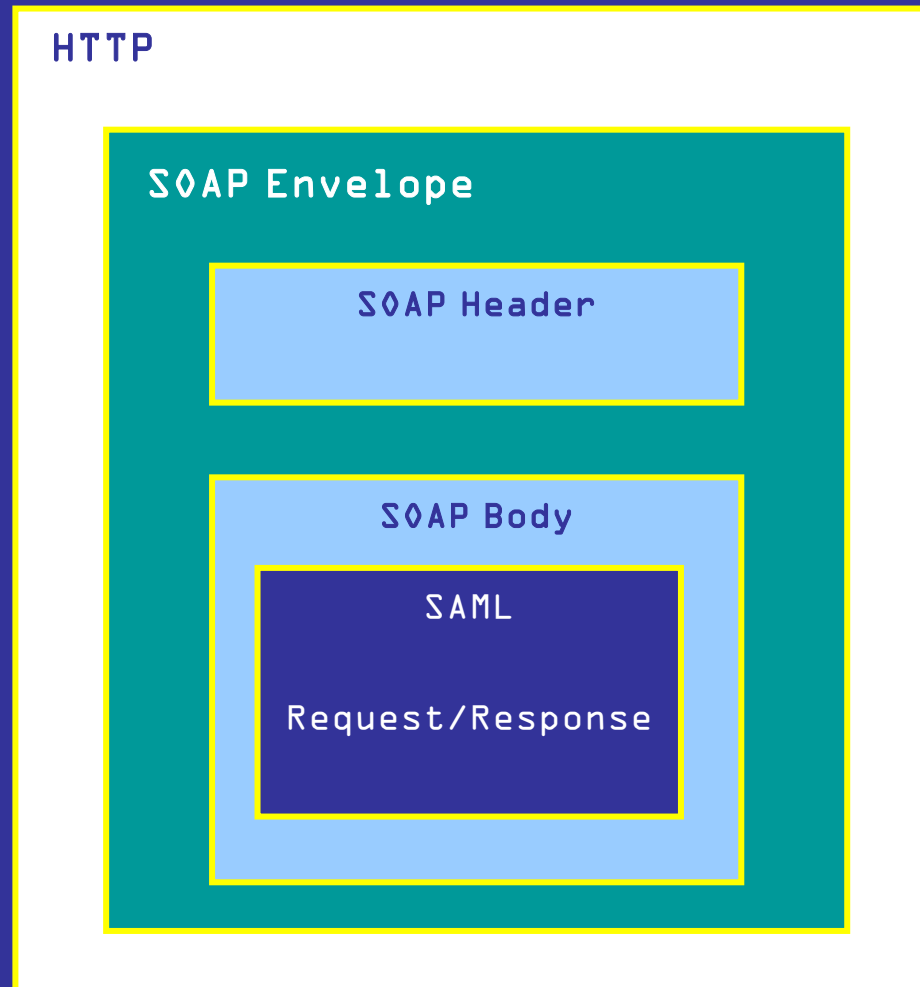 HTTP
SOAP Envelope
SOAP Header
SOAP Body
SAML
Request/Response